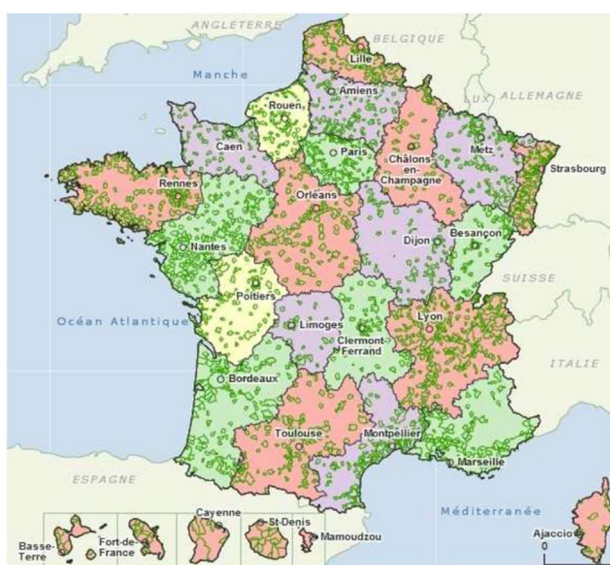 ANGLETERRE
BELGIQUE
Lille
Manche
Amiens
LUX
ALLEMAGNE
Rouen
Caen
Paris
Châlons-
en-
Champagne
Metz
Strasbourg
Rennes
Orléans
Nantes
Dijon
Besançon
Poitiers
SUISSE
Océan Atlantique
Limoges
Clermont-
Ferrand
Lyon
ITALIE
Bordeaux
Toulouse
Montpellier
Marseille
ESPAGNE
Méditerranée
Cayenne
St-Denis
Basse-
Terre
Fort-de-
France
Mamoudzou
Ajaccio
0